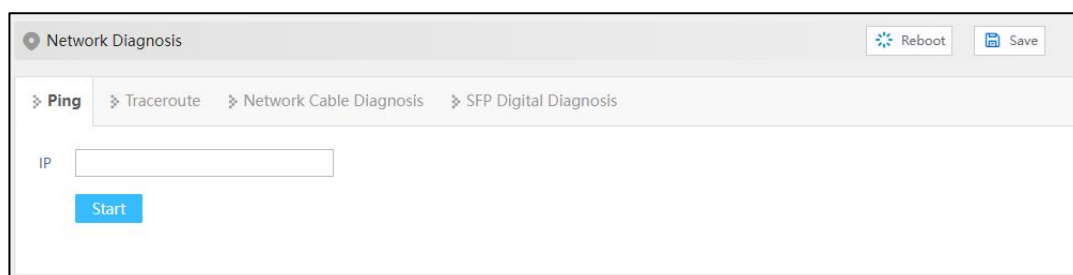 Network Diagnosis Reboot Save
Ping Traceroute Network Cable Diagnosis SFP Digital Diagnosis
IP
Start